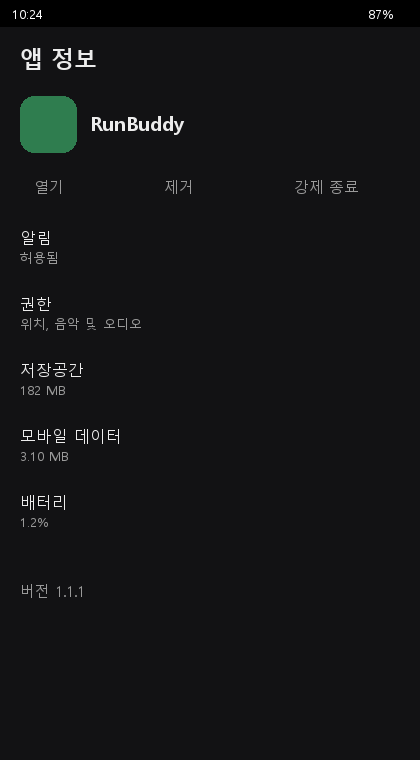 10:24 87%
앱 정보
RunBuddy
열기 제거 강제 종료
알림
허용됨
권한
위치, 음악 및 오디오
저장공간
182 MB
모바일 데이터
3.10 MB
배터리
1.2%
버전 1.1.1